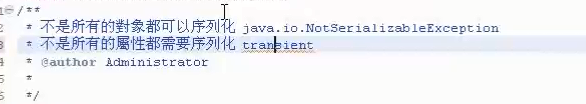 /**
* 不是所有的對象都可以序列化 java.io.NotSerializableException
* 不是所有的屬性都需要序列化 transient
* @author Administrator
*
*/